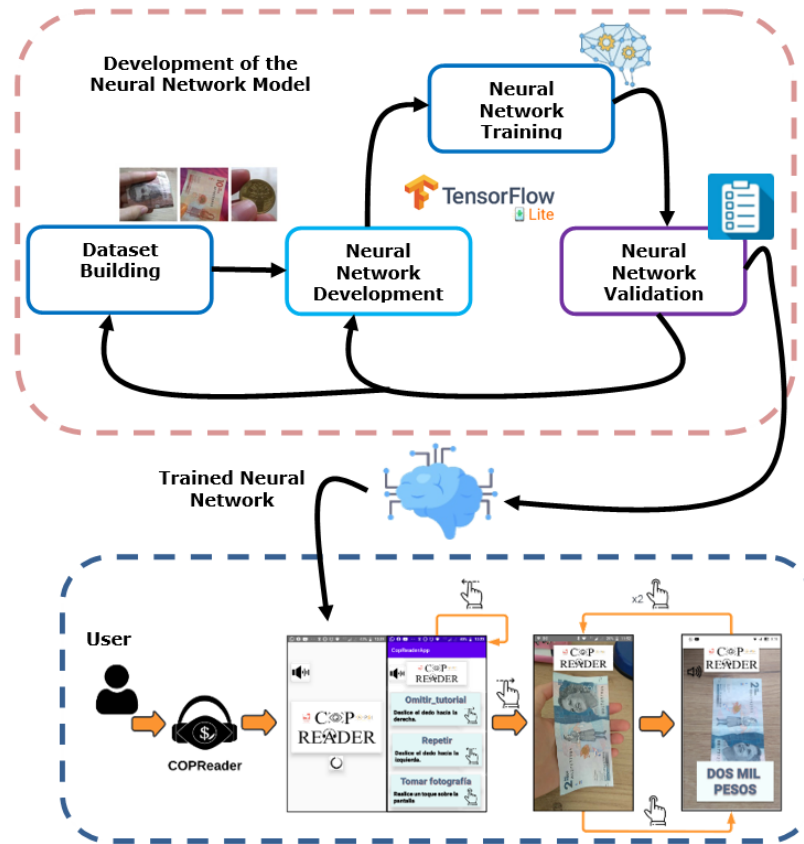 Development of the
Neural Network Model
Neural
Network
Training
TensorFlow
Lite
Dataset
Building
Neural
Network
Development
Neural
Network
Validation
Trained Neural
Network
User
COPReader
COP
READER
CopReaderApp
COP
READER
Omitir_tutorial
Deslice el dedo hacia la
derecha.
Repetir
Deslice el dedo hacia la
izquierda.
Tomar fotografía
Realice un toque sobre la
pantalla
COP
READER
2
x2
COP
READER
2
DOS MIL
PESOS